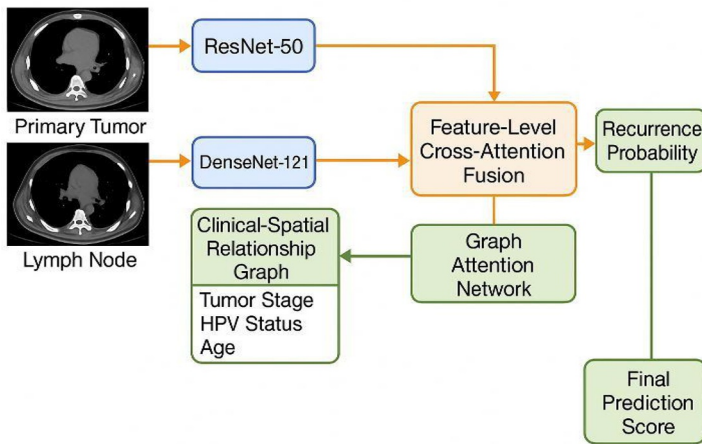 Primary Tumor
ResNet-50
Lymph Node
DenseNet-121
Feature-Level
Cross-Attention
Fusion
Recurrence
Probability
Clinical-Spatial
Relationship
Graph
Tumor Stage
HPV Status
Age
Graph
Attention
Network
Final
Prediction
Score